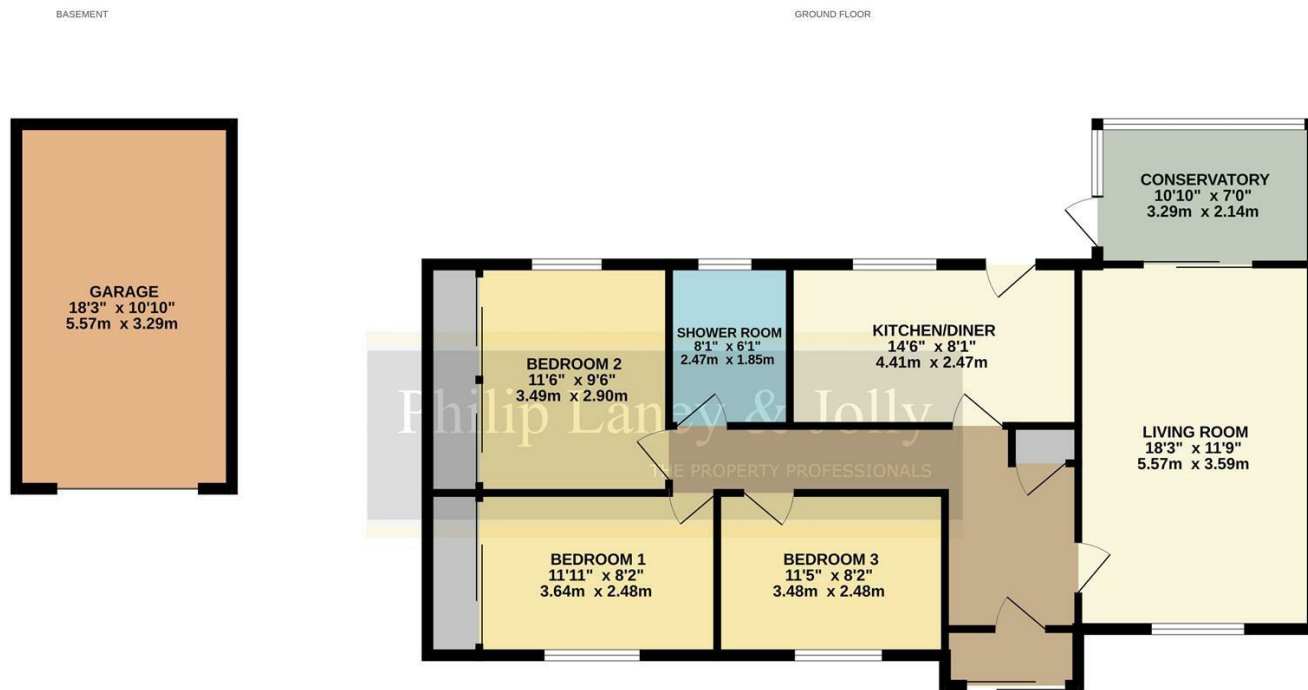 BASEMENT
GROUND FLOOR
GARAGE
18'3" x 10'10"
5.57m x 3.29m
CONSERVATORY
10'10" x 7'0"
3.29m x 2.14m
BEDROOM 2
11'6" x 9'6"
3.49m x 2.90m
SHOWER ROOM
8'1" x 6'1"
2.47m x 1.85m
KITCHEN/DINER
14'6" x 8'1"
4.41m x 2.47m
LIVING ROOM
18'3" x 11'9"
5.57m x 3.59m
Philip Laney & Jolly
THE PROPERTY PROFESSIONALS
BEDROOM 1
11'11" x 8'2"
3.64m x 2.48m
BEDROOM 3
11'5" x 8'2"
3.48m x 2.48m